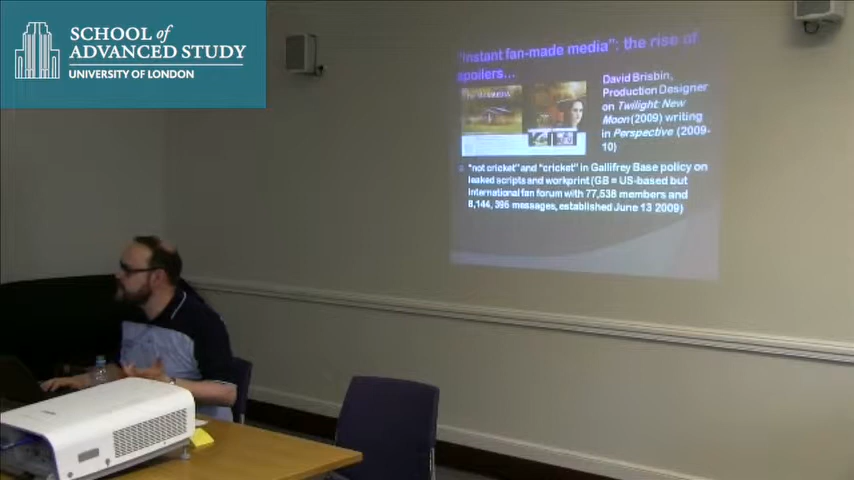 SCHOOL of
ADVANCED STUDY
UNIVERSITY OF LONDON
"Instant fan-made media": the rise of
spoilers...
David Brisbin,
Production Designer
on Twilight: New
Moon (2009) writing
in Perspective (2009-
10)
"not cricket" and "cricket" in Gallifrey Base policy on
leaked scripts and workprint (GB = US-based but
international fan forum with 77,538 members and
8,144, 395 messages, established June 13 2009)